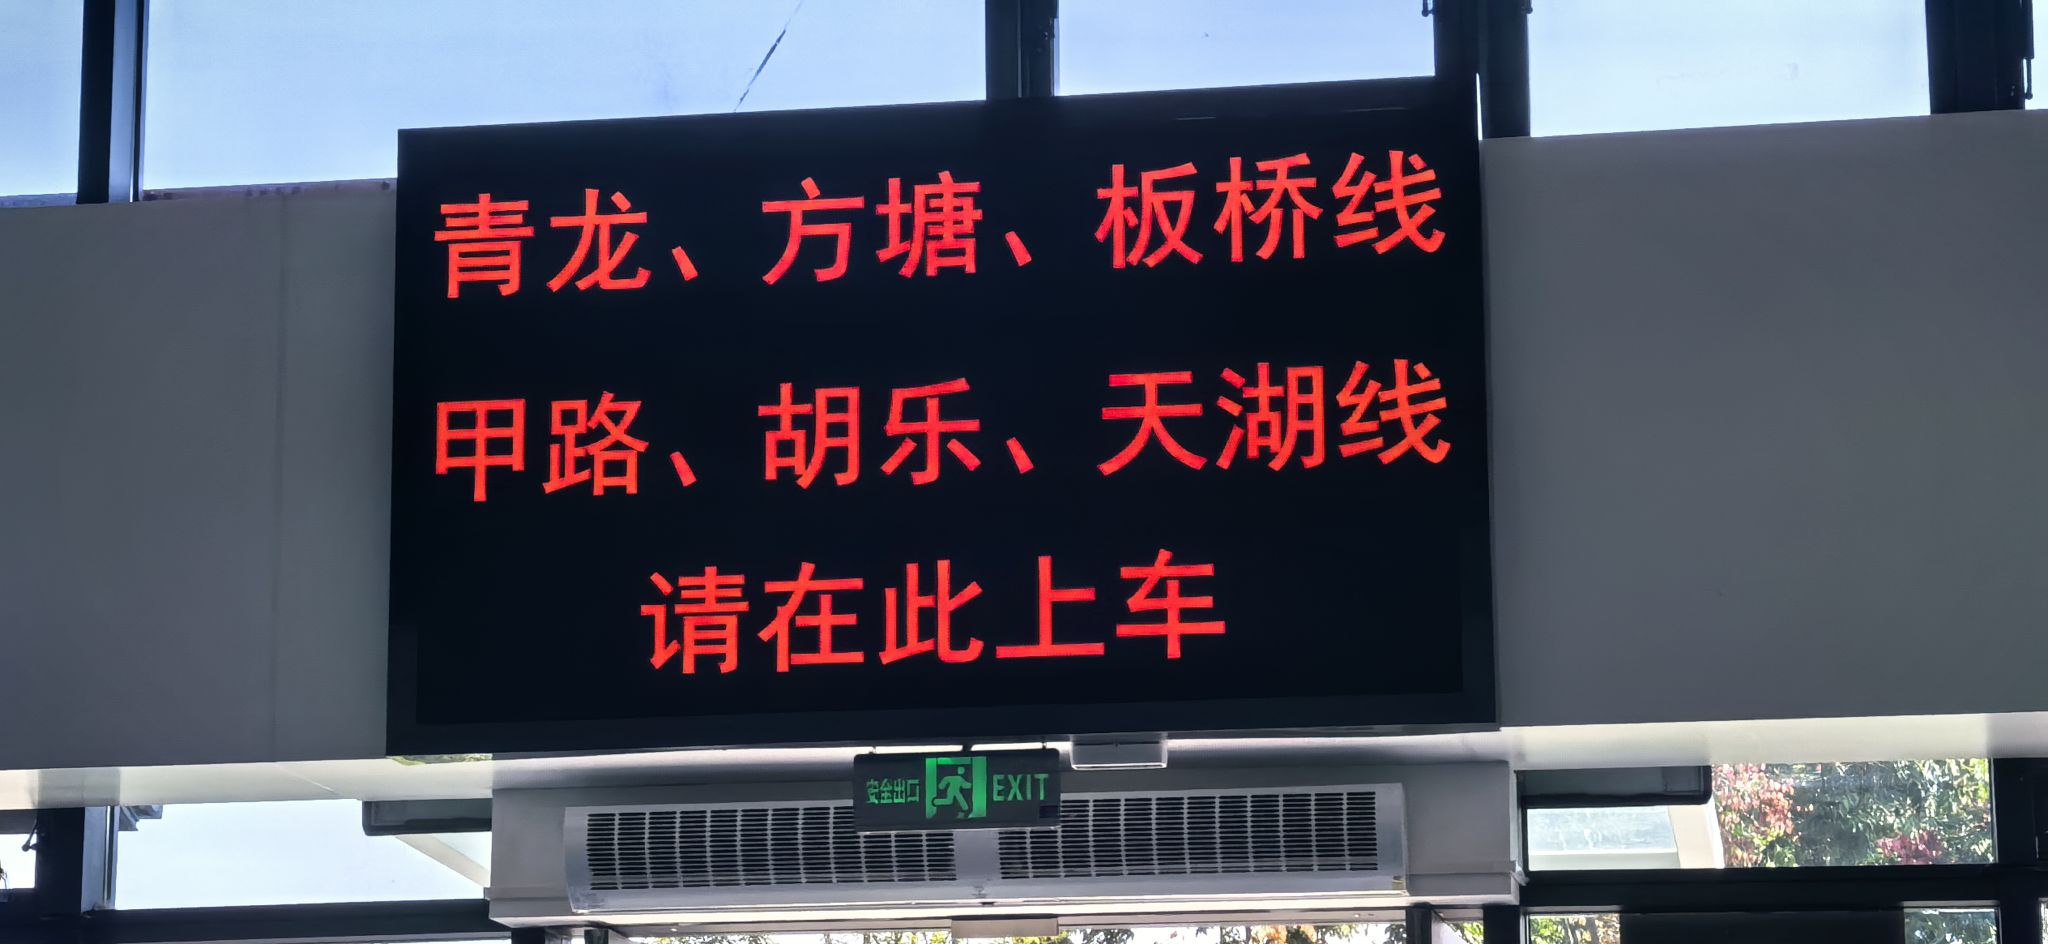 青龙、方塘、板桥线
甲路、胡乐、天湖线
请在此上车
安全出口 EXIT